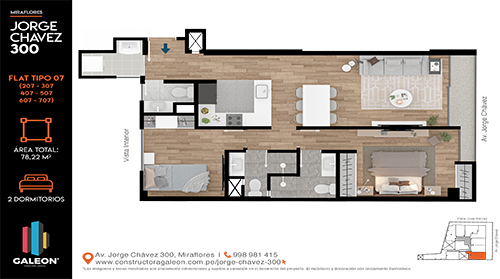 MIRAFLORES
JORGE
CHAVEZ
300
FLAT TIPO 07
(207 - 307
407 - 507
607 - 707)
ÁREA TOTAL:
78,22 M²
2 DORMITORIOS
GALEON
Vista Interior
Av. Jorge Chávez
Av. Jorge Chávez 300, Miraflores | 998 981 415
www.constructoragaleon.com.pe/jorge-chavez-300